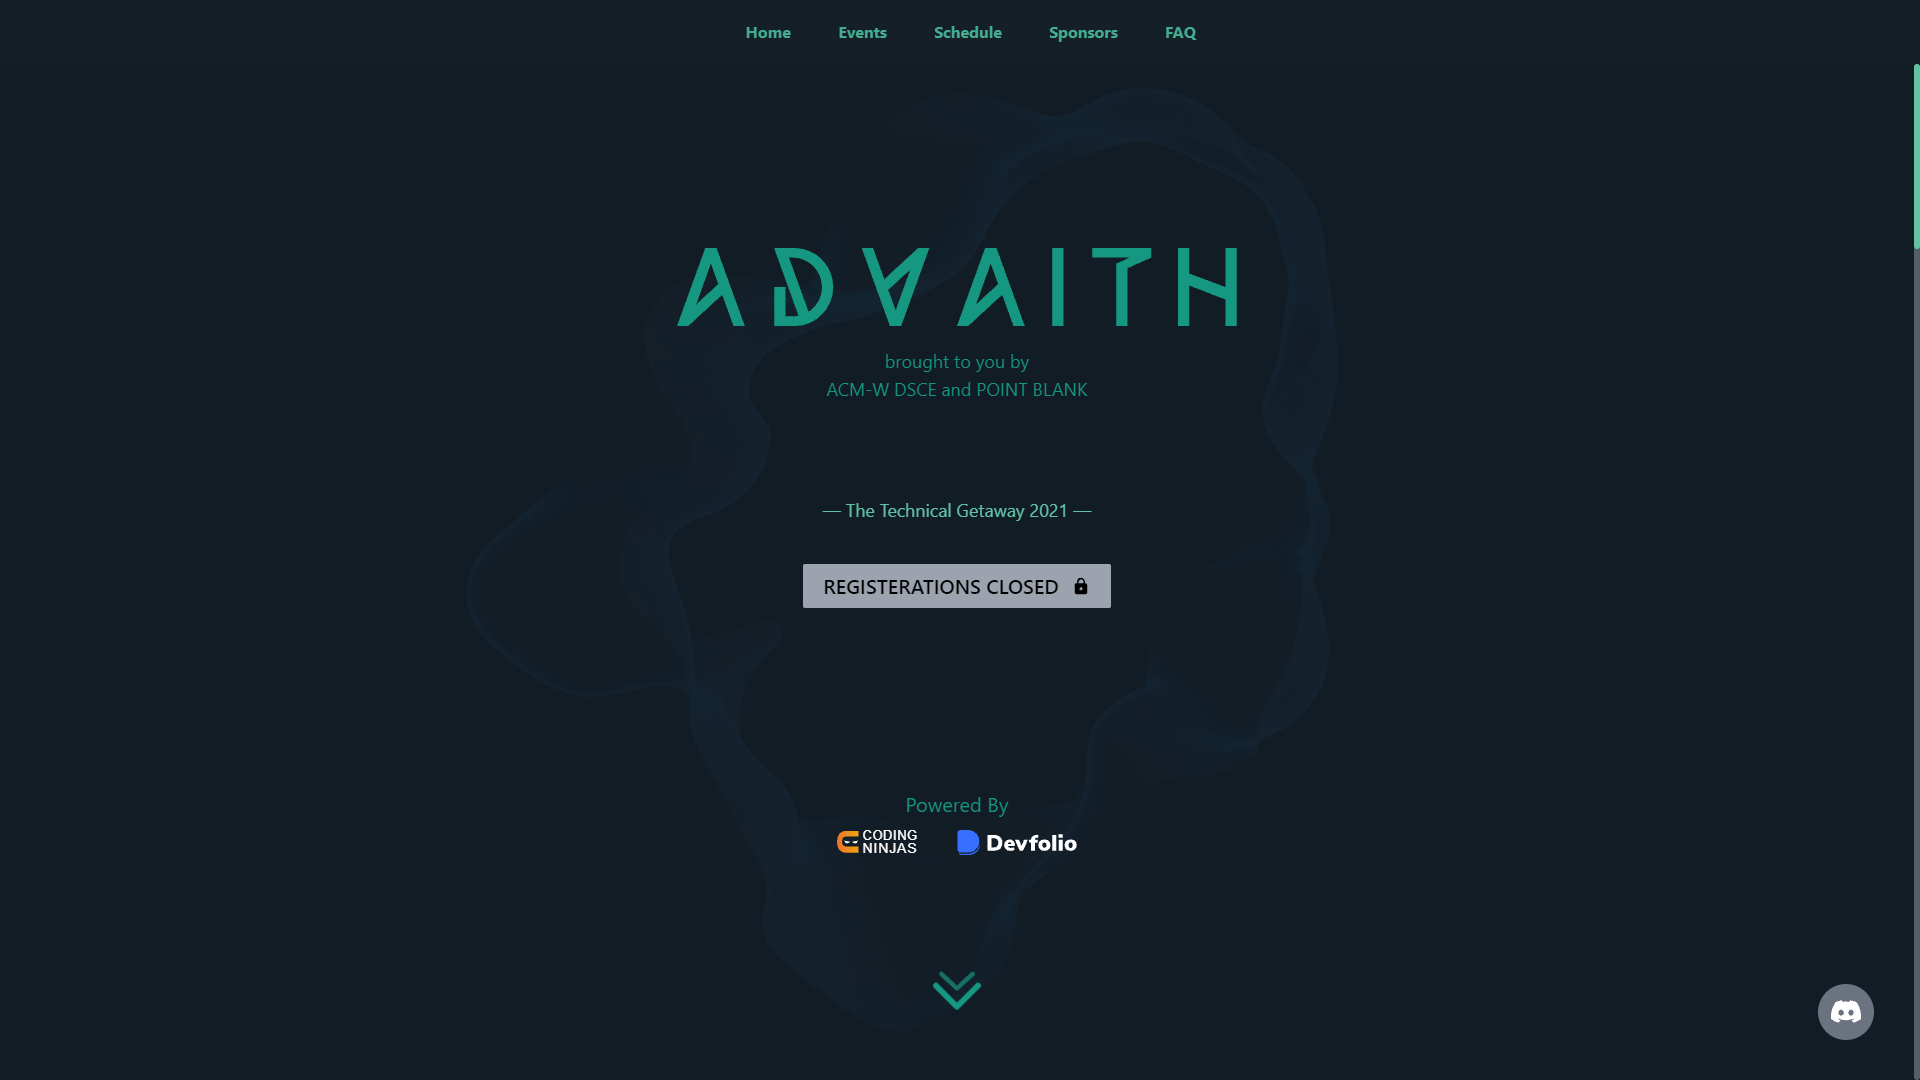 Home Events Schedule Sponsors FAQ
ADVAITH
brought to you by
ACM-W DSCE and POINT BLANK
— The Technical Getaway 2021 —
REGISTERATIONS CLOSED
Powered By
CODING NINJAS
Devfolio